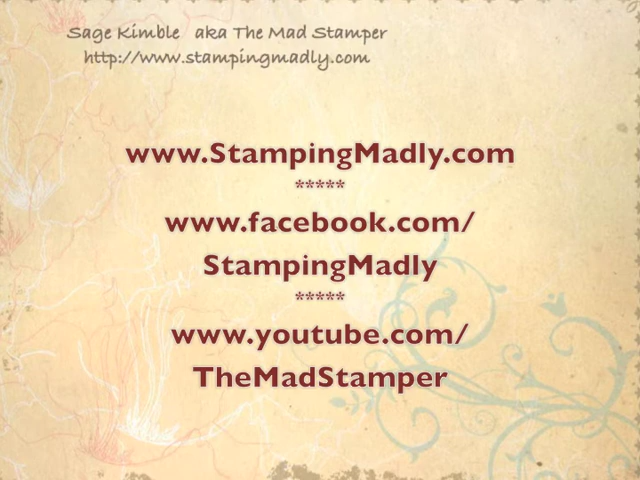 Sage Kimble aka The Mad Stamper
http://www.stampingmadly.com
www.StampingMadly.com
*****
www.facebook.com/
StampingMadly
*****
www.youtube.com/
TheMadStamper